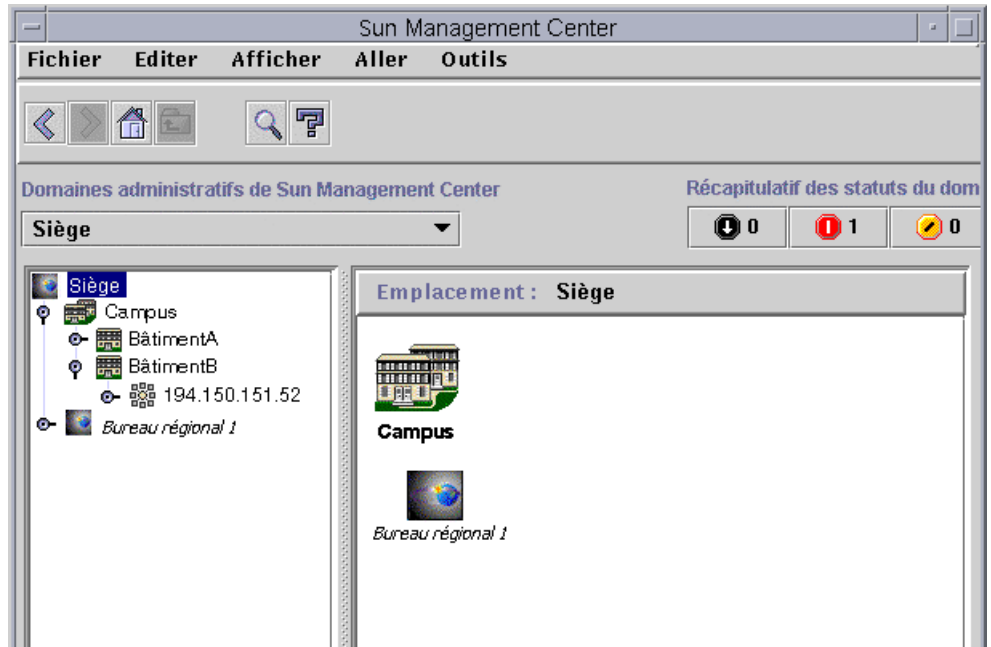 Sun Management Center
Fichier Editer Afficher Aller Outils
Domaines administratifs de Sun Management Center
Récapitulatif des statuts du dom
Siège
0 1 0
Siège
Campus
BâtimentA
BâtimentB
194.150.151.52
Bureau régional 1
Emplacement : Siège
Campus
Bureau régional 1